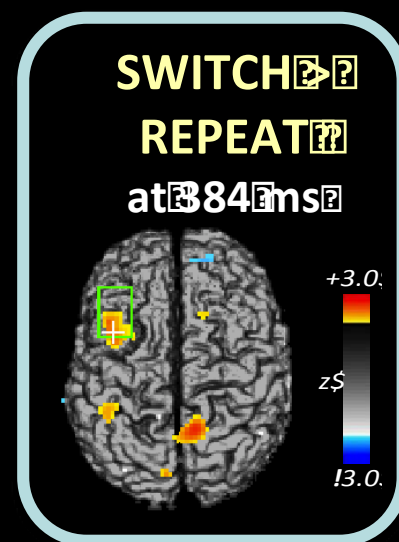 SWITCH⍰>⍰
REPEAT⍰⍰
at⍰384⍰ms⍰
+3.0
z$
!3.0